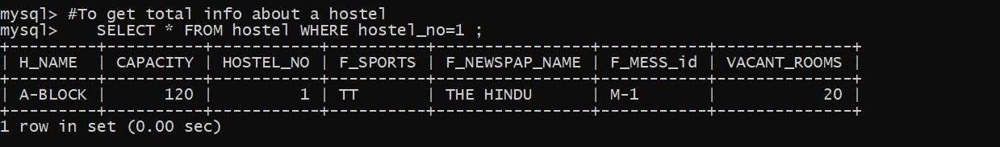 mysql> #To get total info about a hostel
mysql>    SELECT * FROM hostel WHERE hostel_no=1 ;
+---------+----------+-----------+----------+----------------+-----------+--------------+
| H_NAME  | CAPACITY | HOSTEL_NO | F_SPORTS | F_NEWSPAP_NAME | F_MESS_id | VACANT_ROOMS |
+---------+----------+-----------+----------+----------------+-----------+--------------+
| A-BLOCK |      120 |         1 | TT       | THE HINDU      | M-1       |           20 |
+---------+----------+-----------+----------+----------------+-----------+--------------+
1 row in set (0.00 sec)